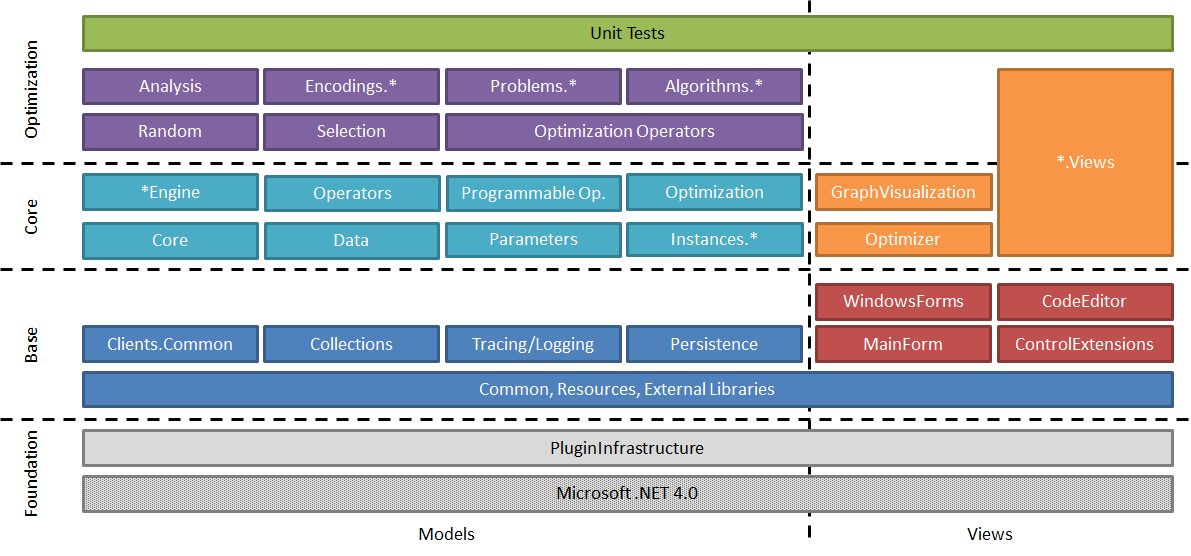 Optimization
Unit Tests
Analysis
Encodings.*
Problems.*
Algorithms.*
Random
Selection
Optimization Operators
*.Views
Core
*Engine
Operators
Programmable Op.
Optimization
GraphVisualization
Core
Data
Parameters
Instances.*
Optimizer
Base
WindowsForms
CodeEditor
Clients.Common
Collections
Tracing/Logging
Persistence
MainForm
ControlExtensions
Common, Resources, External Libraries
Foundation
PluginInfrastructure
Microsoft .NET 4.0
Models
Views